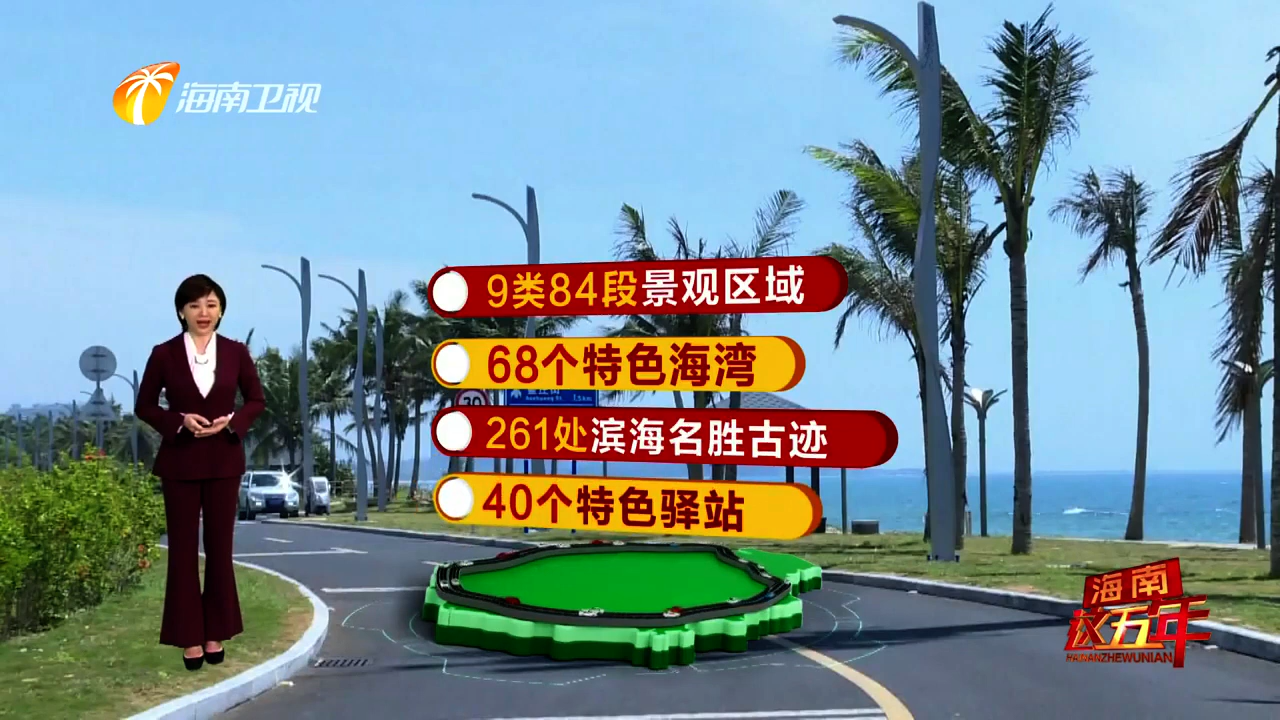 海南卫视
9类84段景观区域
68个特色海湾
261处滨海名胜古迹
40个特色驿站
海南
这五年
HAINANZHEWUNIAN